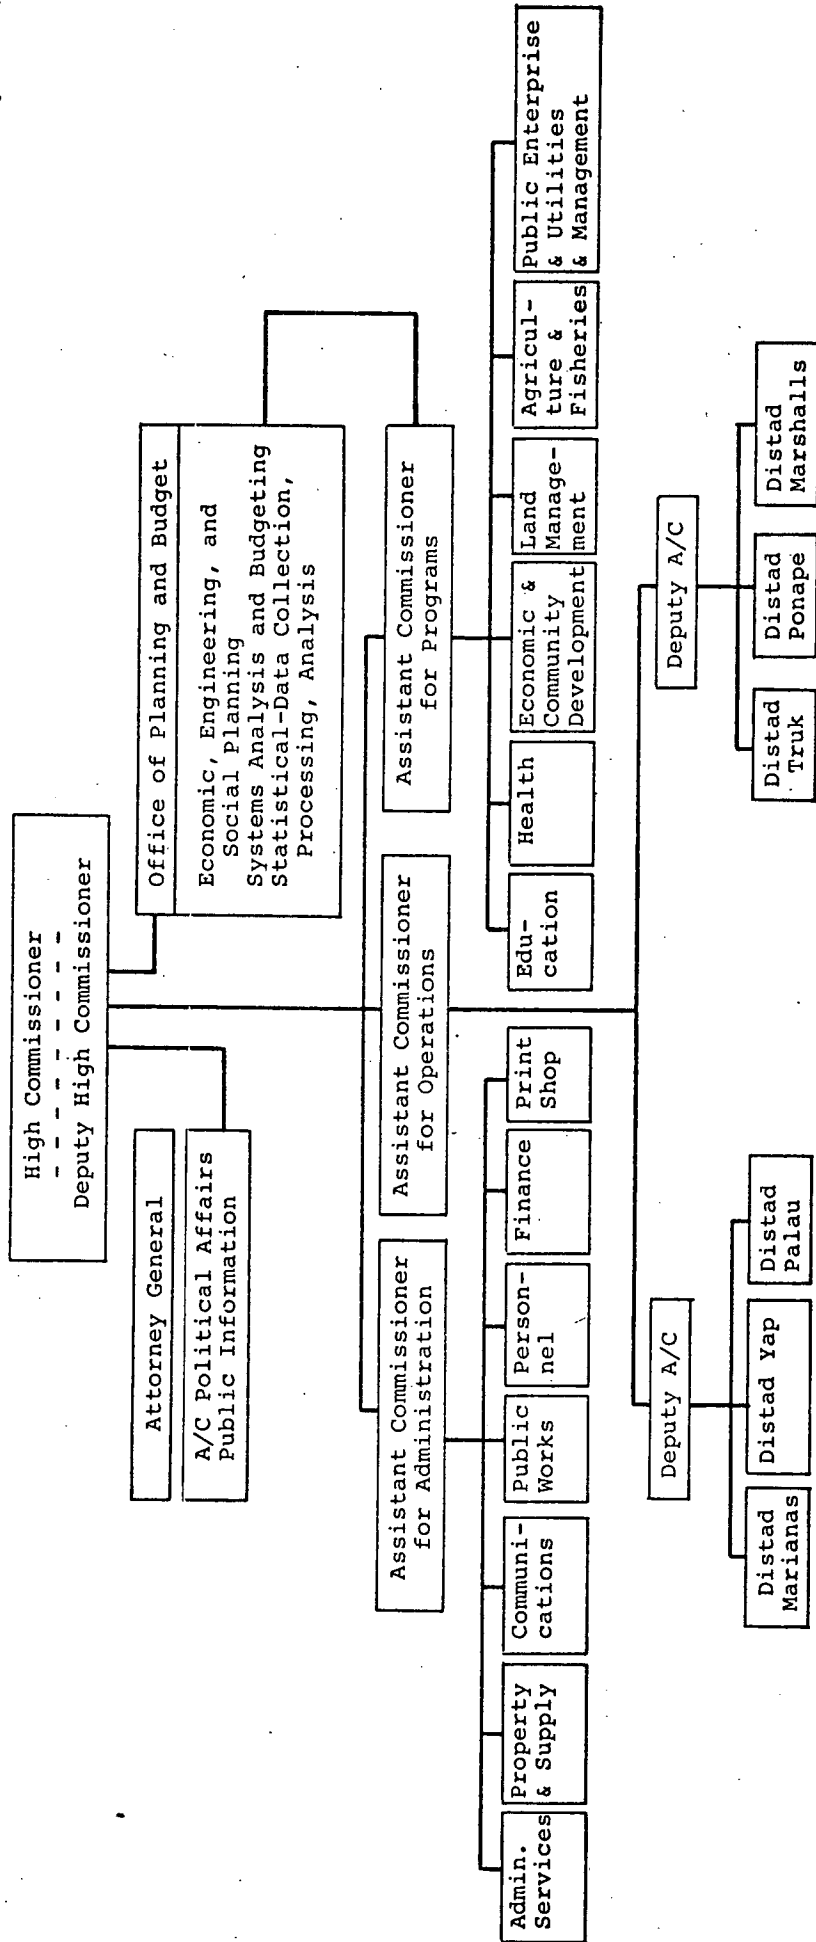 High Commissioner
- - - - - - - - -
Deputy High Commissioner
Attorney General
A/C Political Affairs
Public Information
Office of Planning and Budget
Economic, Engineering, and
Social Planning
Systems Analysis and Budgeting
Statistical-Data Collection,
Processing, Analysis
Assistant Commissioner
for Administration
Assistant Commissioner
for Operations
Assistant Commissioner
for Programs
Admin.
Services
Property
& Supply
Communi-
cations
Public
Works
Person-
nel
Finance
Print
Shop
Edu-
cation
Health
Economic &
Community
Development
Land
Manage-
ment
Agricul-
ture &
Fisheries
Public Enterprise
& Utilities
& Management
Deputy A/C
Deputy A/C
Distad
Marianas
Distad Yap
Distad
Palau
Distad
Truk
Distad
Ponape
Distad
Marshalls